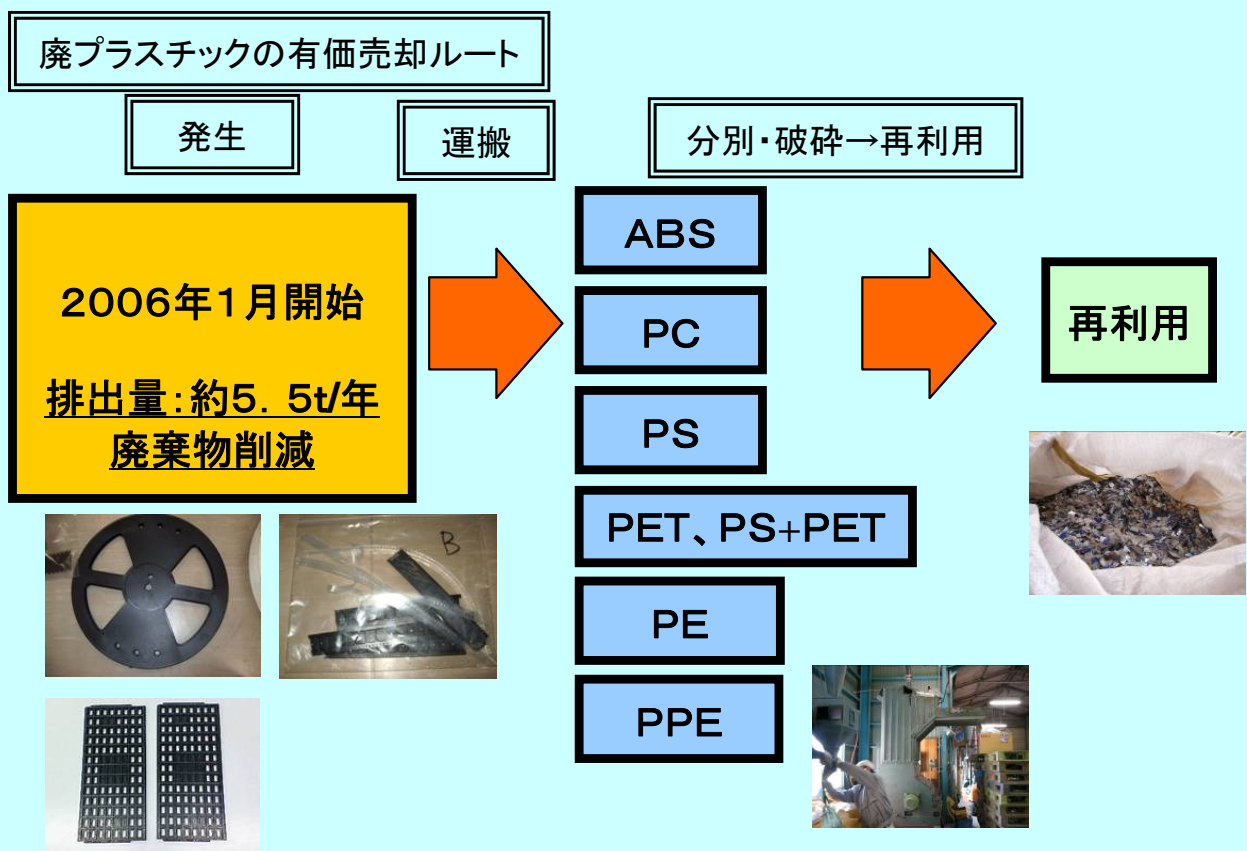 廃プラスチックの有価売却ルート
発生
運搬
分別・破砕→再利用
2006年1月開始
排出量:約5.5t/年
廃棄物削減
ABS
PC
PS
PET、PS+PET
PE
PPE
再利用
B